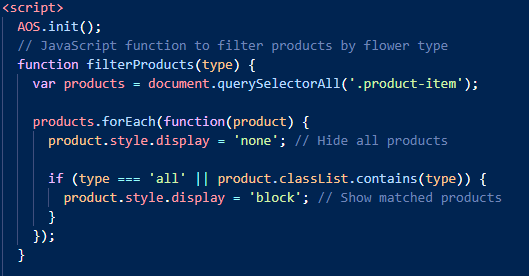 <script>
AOS.init();
// JavaScript function to filter products by flower type
function filterProducts(type) {
var products = document.querySelectorAll('.product-item');
products.forEach(function(product) {
product.style.display = 'none'; // Hide all products
if (type === 'all' || product.classList.contains(type)) {
product.style.display = 'block'; // Show matched products
}
});
}